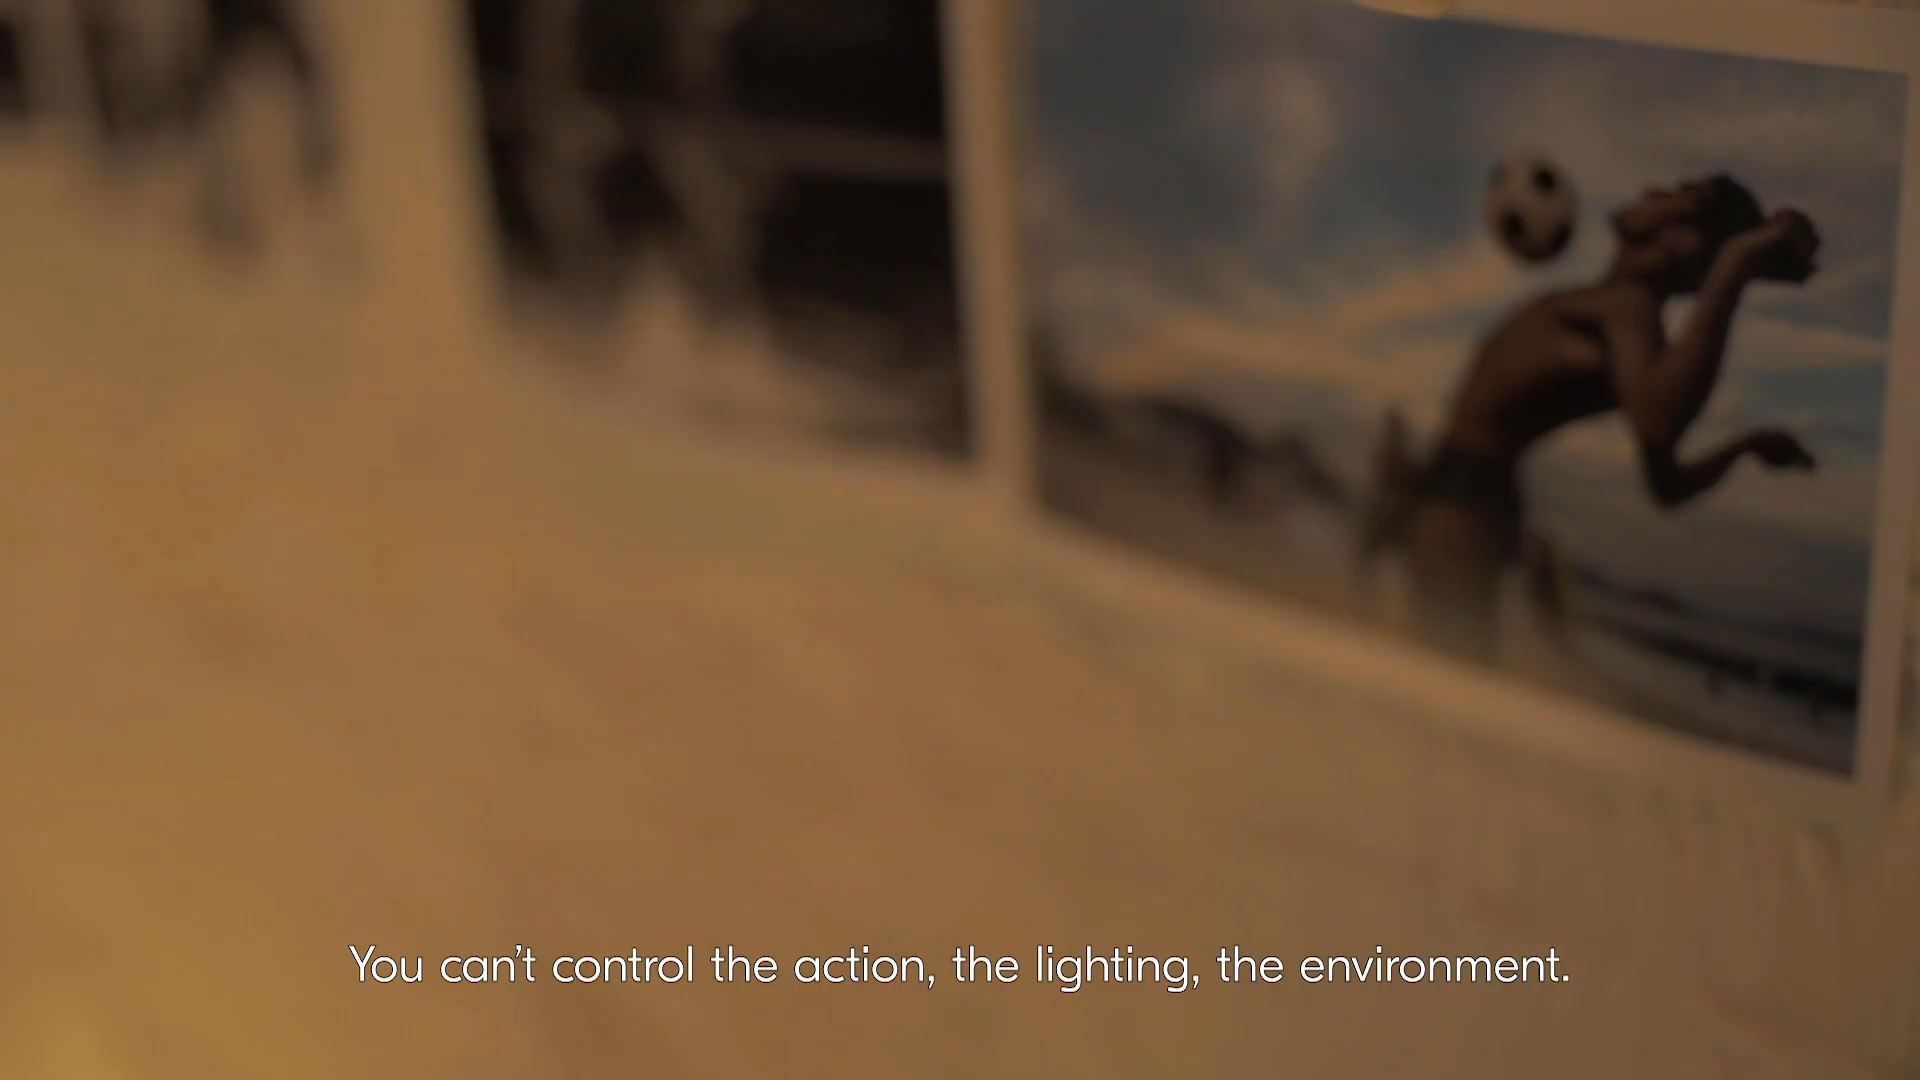 You can't control the action, the lighting, the environment.